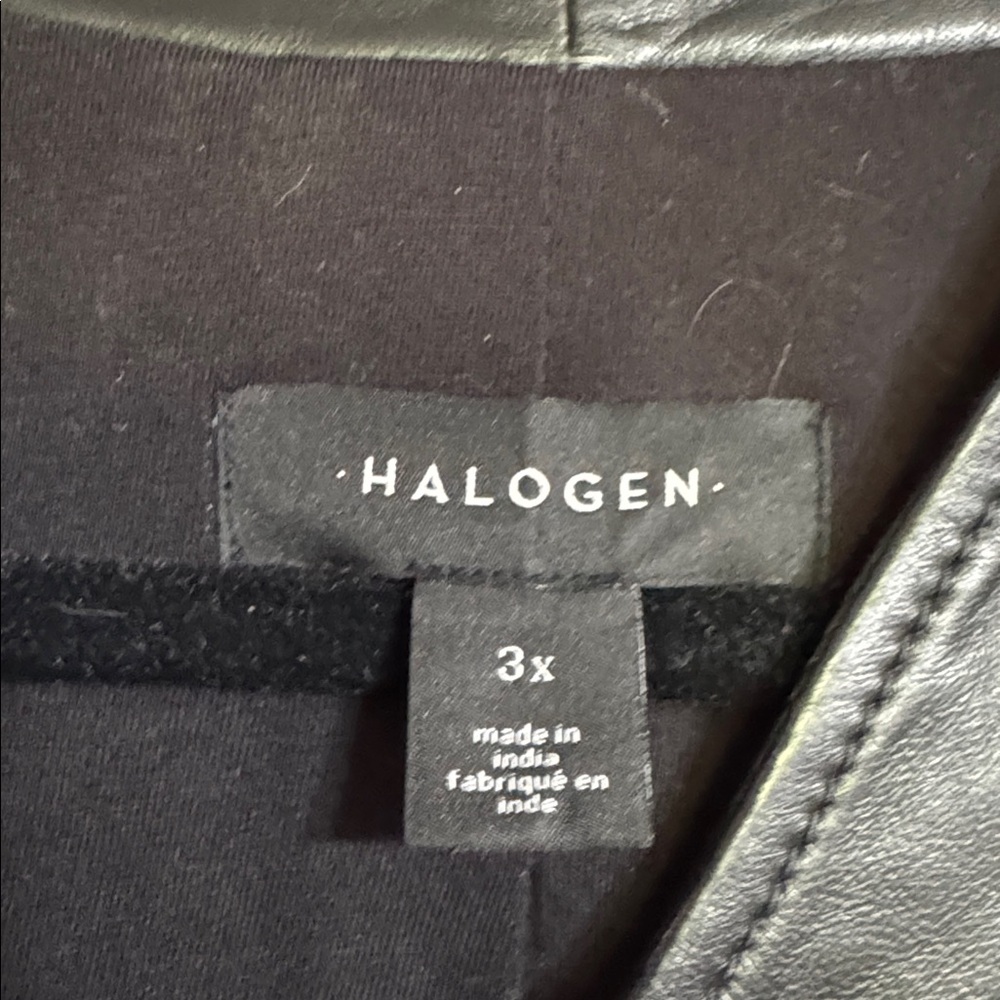 ·HALOGEN·
3x
made in
india
fabriqué en
inde